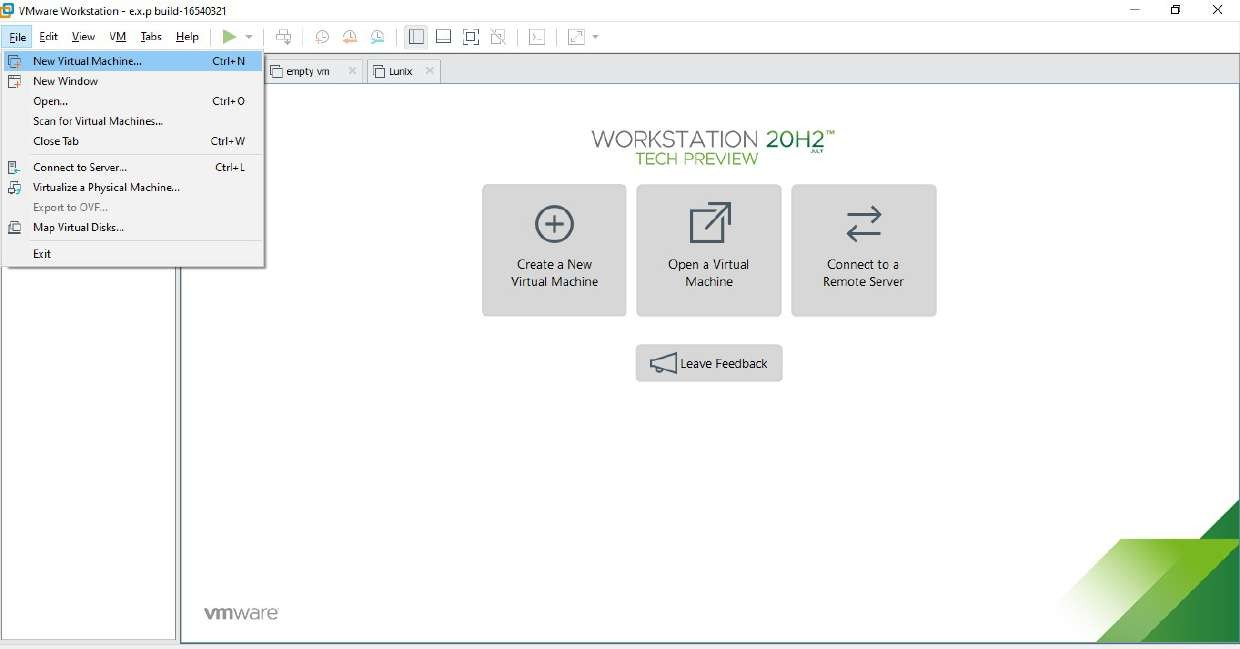 VMware Workstation - e.x.p build-16540321
File Edit View VM Tabs Help
New Virtual Machine... Ctrl+N
New Window
Open... Ctrl+O
Scan for Virtual Machines...
Close Tab Ctrl+W
Connect to Server... Ctrl+L
Virtualize a Physical Machine...
Export to OVF...
Map Virtual Disks...
Exit
empty vm
Lunix
WORKSTATION 20H2™
JULY
TECH PREVIEW
Create a New
Virtual Machine
Open a Virtual
Machine
Connect to a
Remote Server
Leave Feedback
vmware